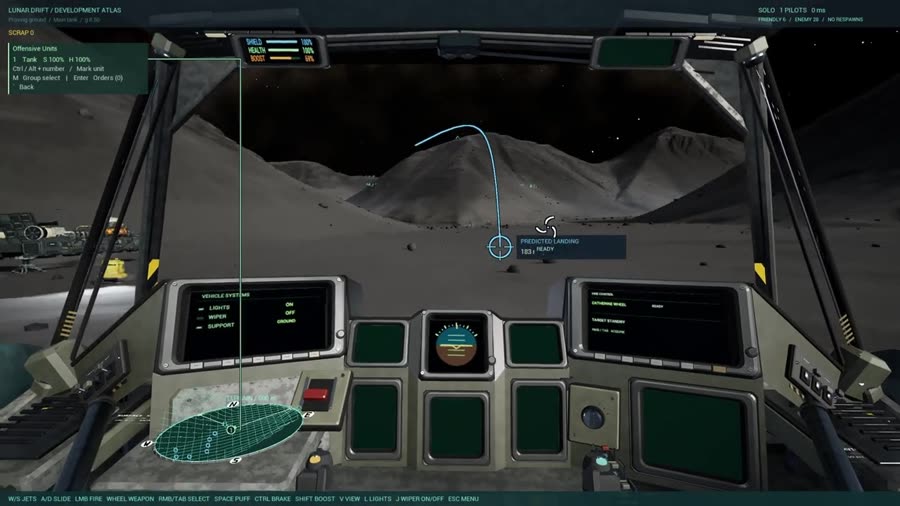 LUNAR DRIFT / DEVELOPMENT ATLAS
SOLO 1 PILOTS 0 ms
FRIENDLY 6 / ENEMY 20 / NO RESPAWNS
SCRAP 0
Offensive Units
1 Tank S 100% H 100%
Ctrl / Alt + number / Mark unit
M Group select | Enter Orders (0)
Back
SHIELD 100%
HEALTH 100%
BOOST 69%
PREDICTED LANDING
READY
VEHICLE SYSTEMS
LIGHTS ON
WIPER OFF
SUPPORT GROUND
CATHERINE WHEEL READY
TARGET STANDBY
N
E
S
W
1
W/S JETS A/D SLIDE LMB FIRE WHEEL WEAPON RMB/TAB SELECT SPACE PUFF CTRL BRAKE SHIFT BOOST V VIEW L LIGHTS J WIPER ON/OFF ESC MENU